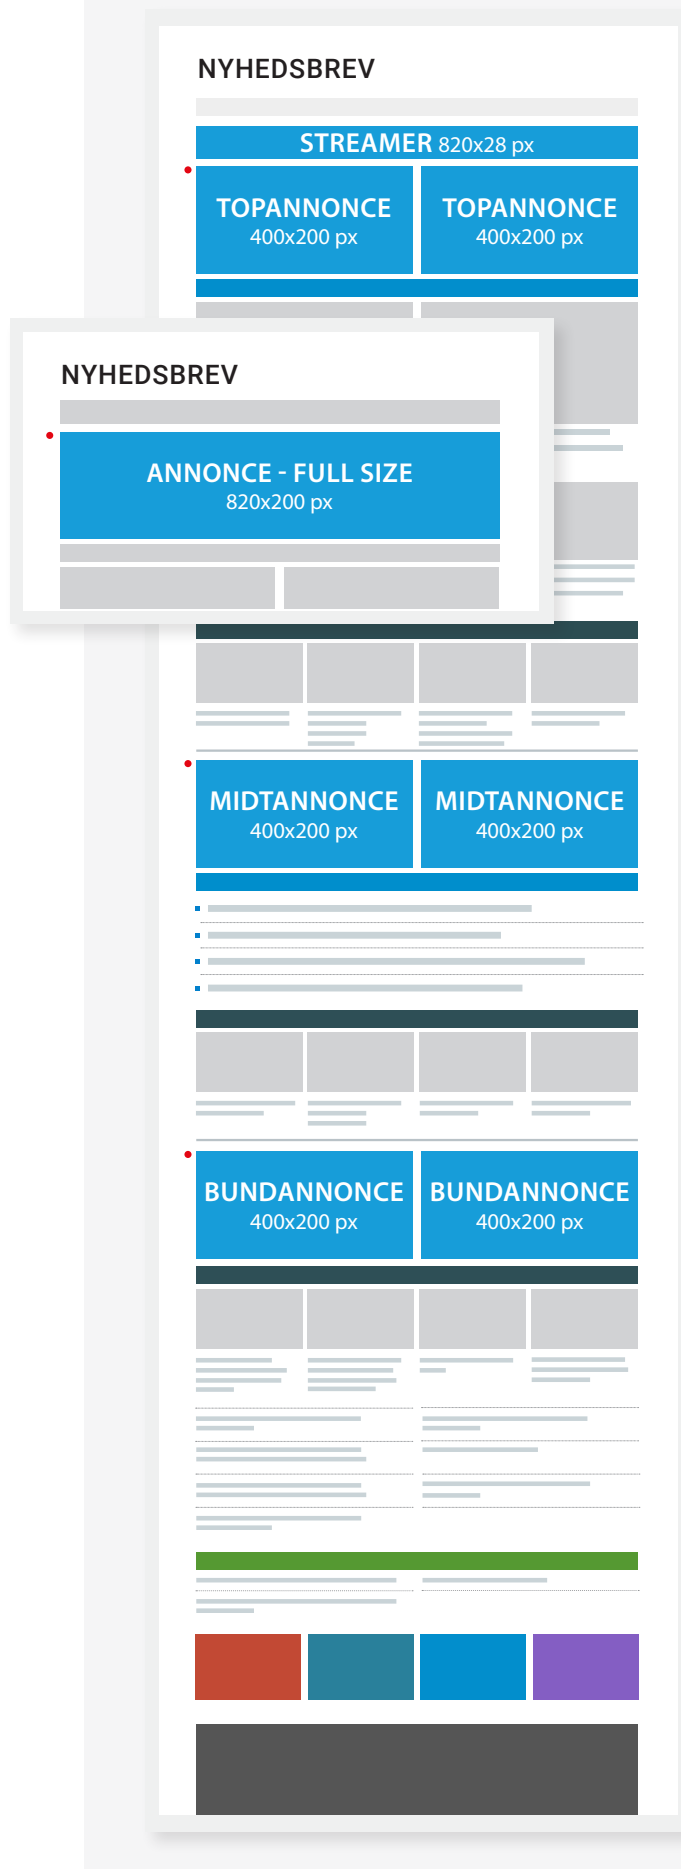 NYHEDSBREV
STREAMER 820x28 px
TOPANNONCE
400x200 px
TOPANNONCE
400x200 px
NYHEDSBREV
ANNONCE - FULL SIZE
820x200 px
MIDTANNONCE
400x200 px
MIDTANNONCE
400x200 px
BUNDANNONCE
400x200 px
BUNDANNONCE
400x200 px